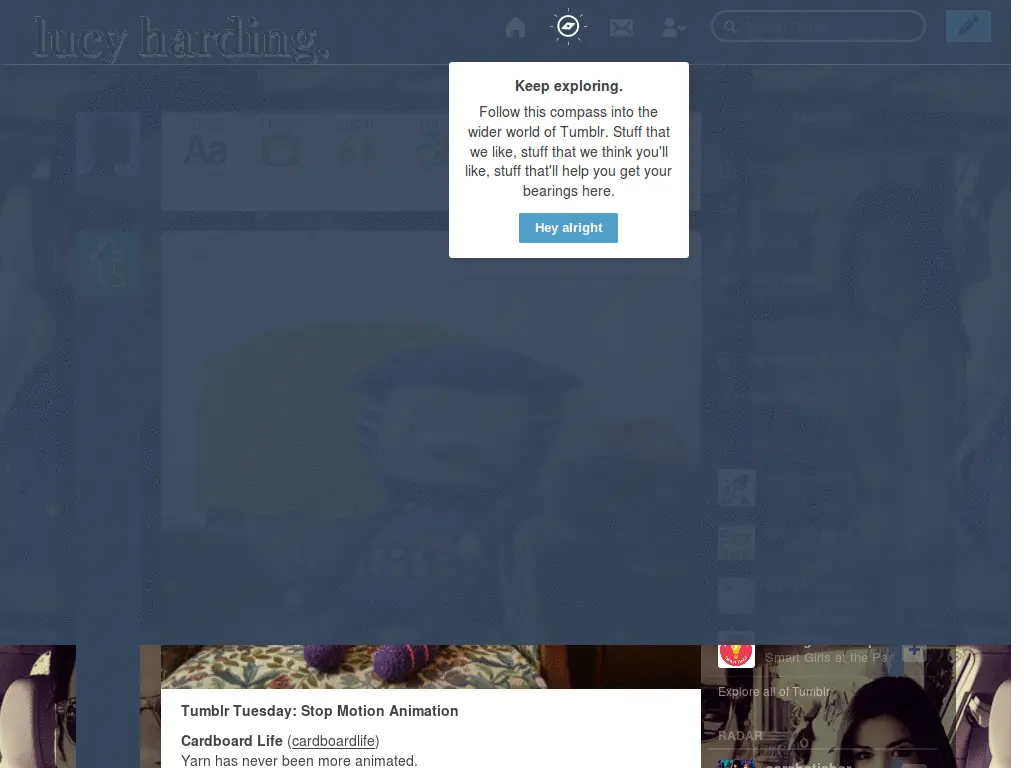 lucy harding.
Keep exploring.
Follow this compass into the
wider world of Tumblr. Stuff that
we like, stuff that we think you'll
like, stuff that'll help you get your
bearings here.
Hey alright
Smart Girls at the Par
Explore all of Tumblr
RADAR
Tumblr Tuesday: Stop Motion Animation
Cardboard Life (cardboardlife)
Yarn has never been more animated.